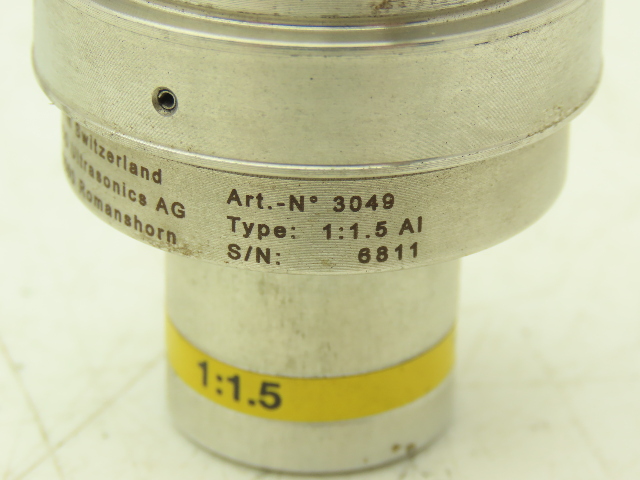 Switzerland
Ultrasonics AG
Romanshorn
Art.-N° 3049
Type: 1:1.5 Al
S/N: 6811
1:1.5